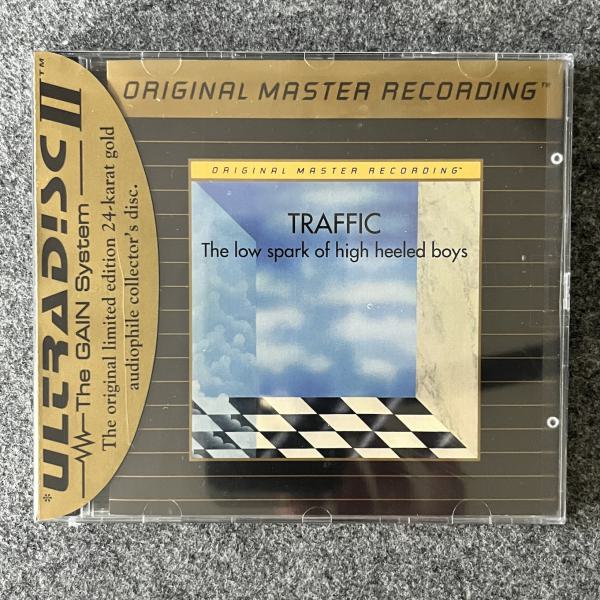 *ULTRADISC II™
The GAIN System
The original limited edition 24-karat gold
audiophile collector's disc.
ORIGINAL MASTER RECORDING™
ORIGINAL MASTER RECORDING™
TRAFFIC
The low spark of high heeled boys